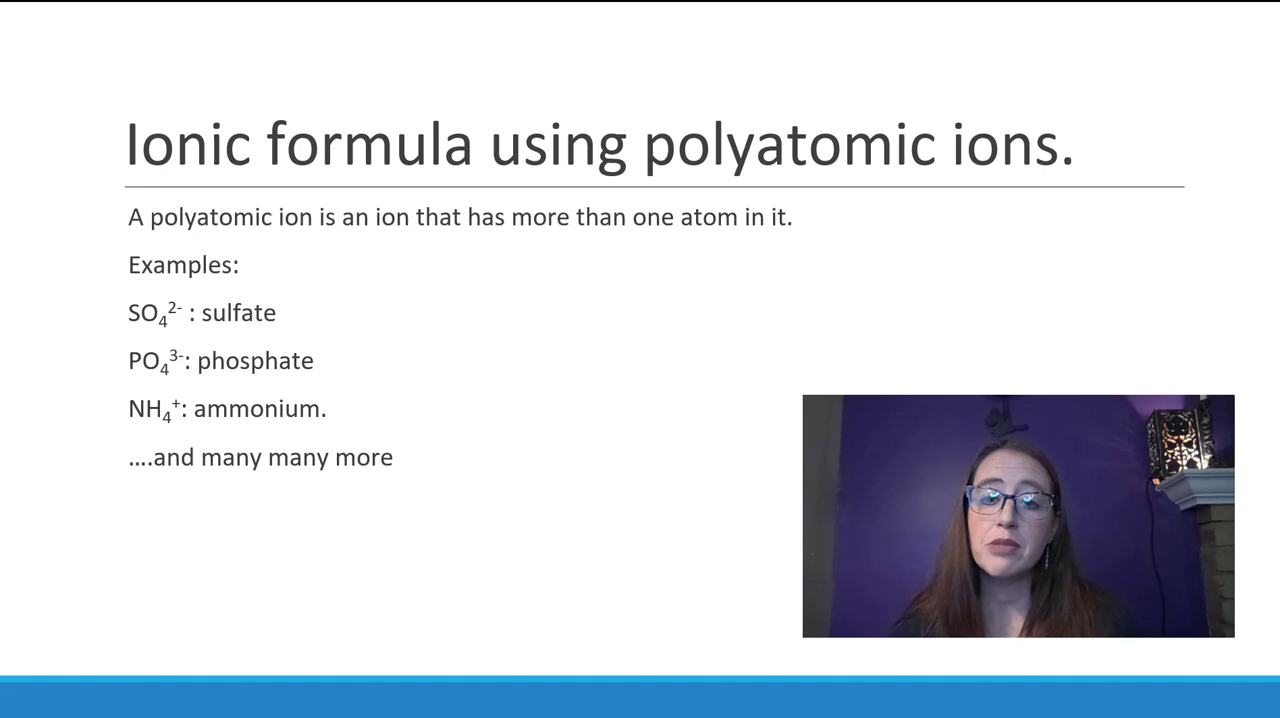 Ionic formula using polyatomic ions.
A polyatomic ion is an ion that has more than one atom in it.
Examples:
SO₄²⁻ : sulfate
PO₄³⁻: phosphate
NH₄⁺: ammonium.
….and many many more